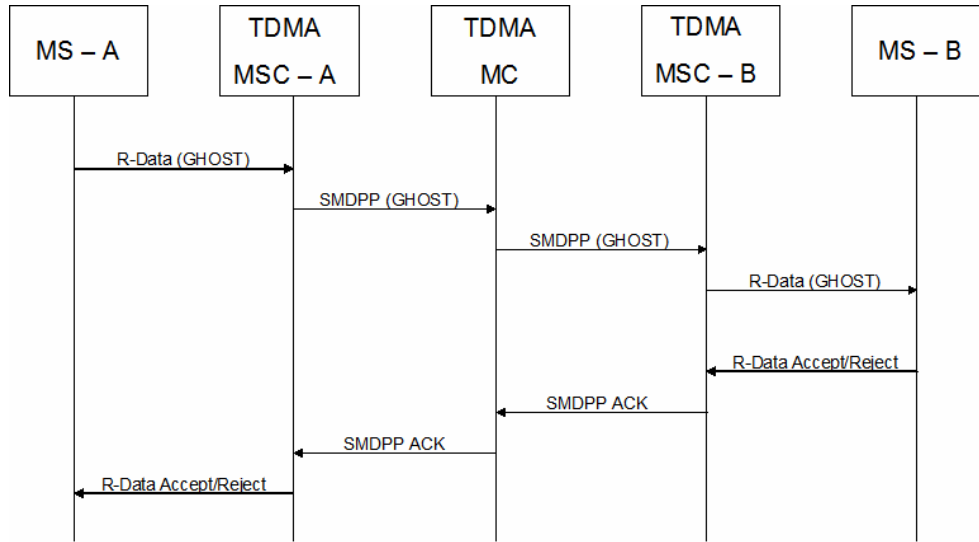 MS – A
TDMA
MSC – A
TDMA
MC
TDMA
MSC – B
MS – B
R-Data (GHOST)
SMDPP (GHOST)
SMDPP (GHOST)
R-Data (GHOST)
R-Data Accept/Reject
SMDPP ACK
SMDPP ACK
R-Data Accept/Reject